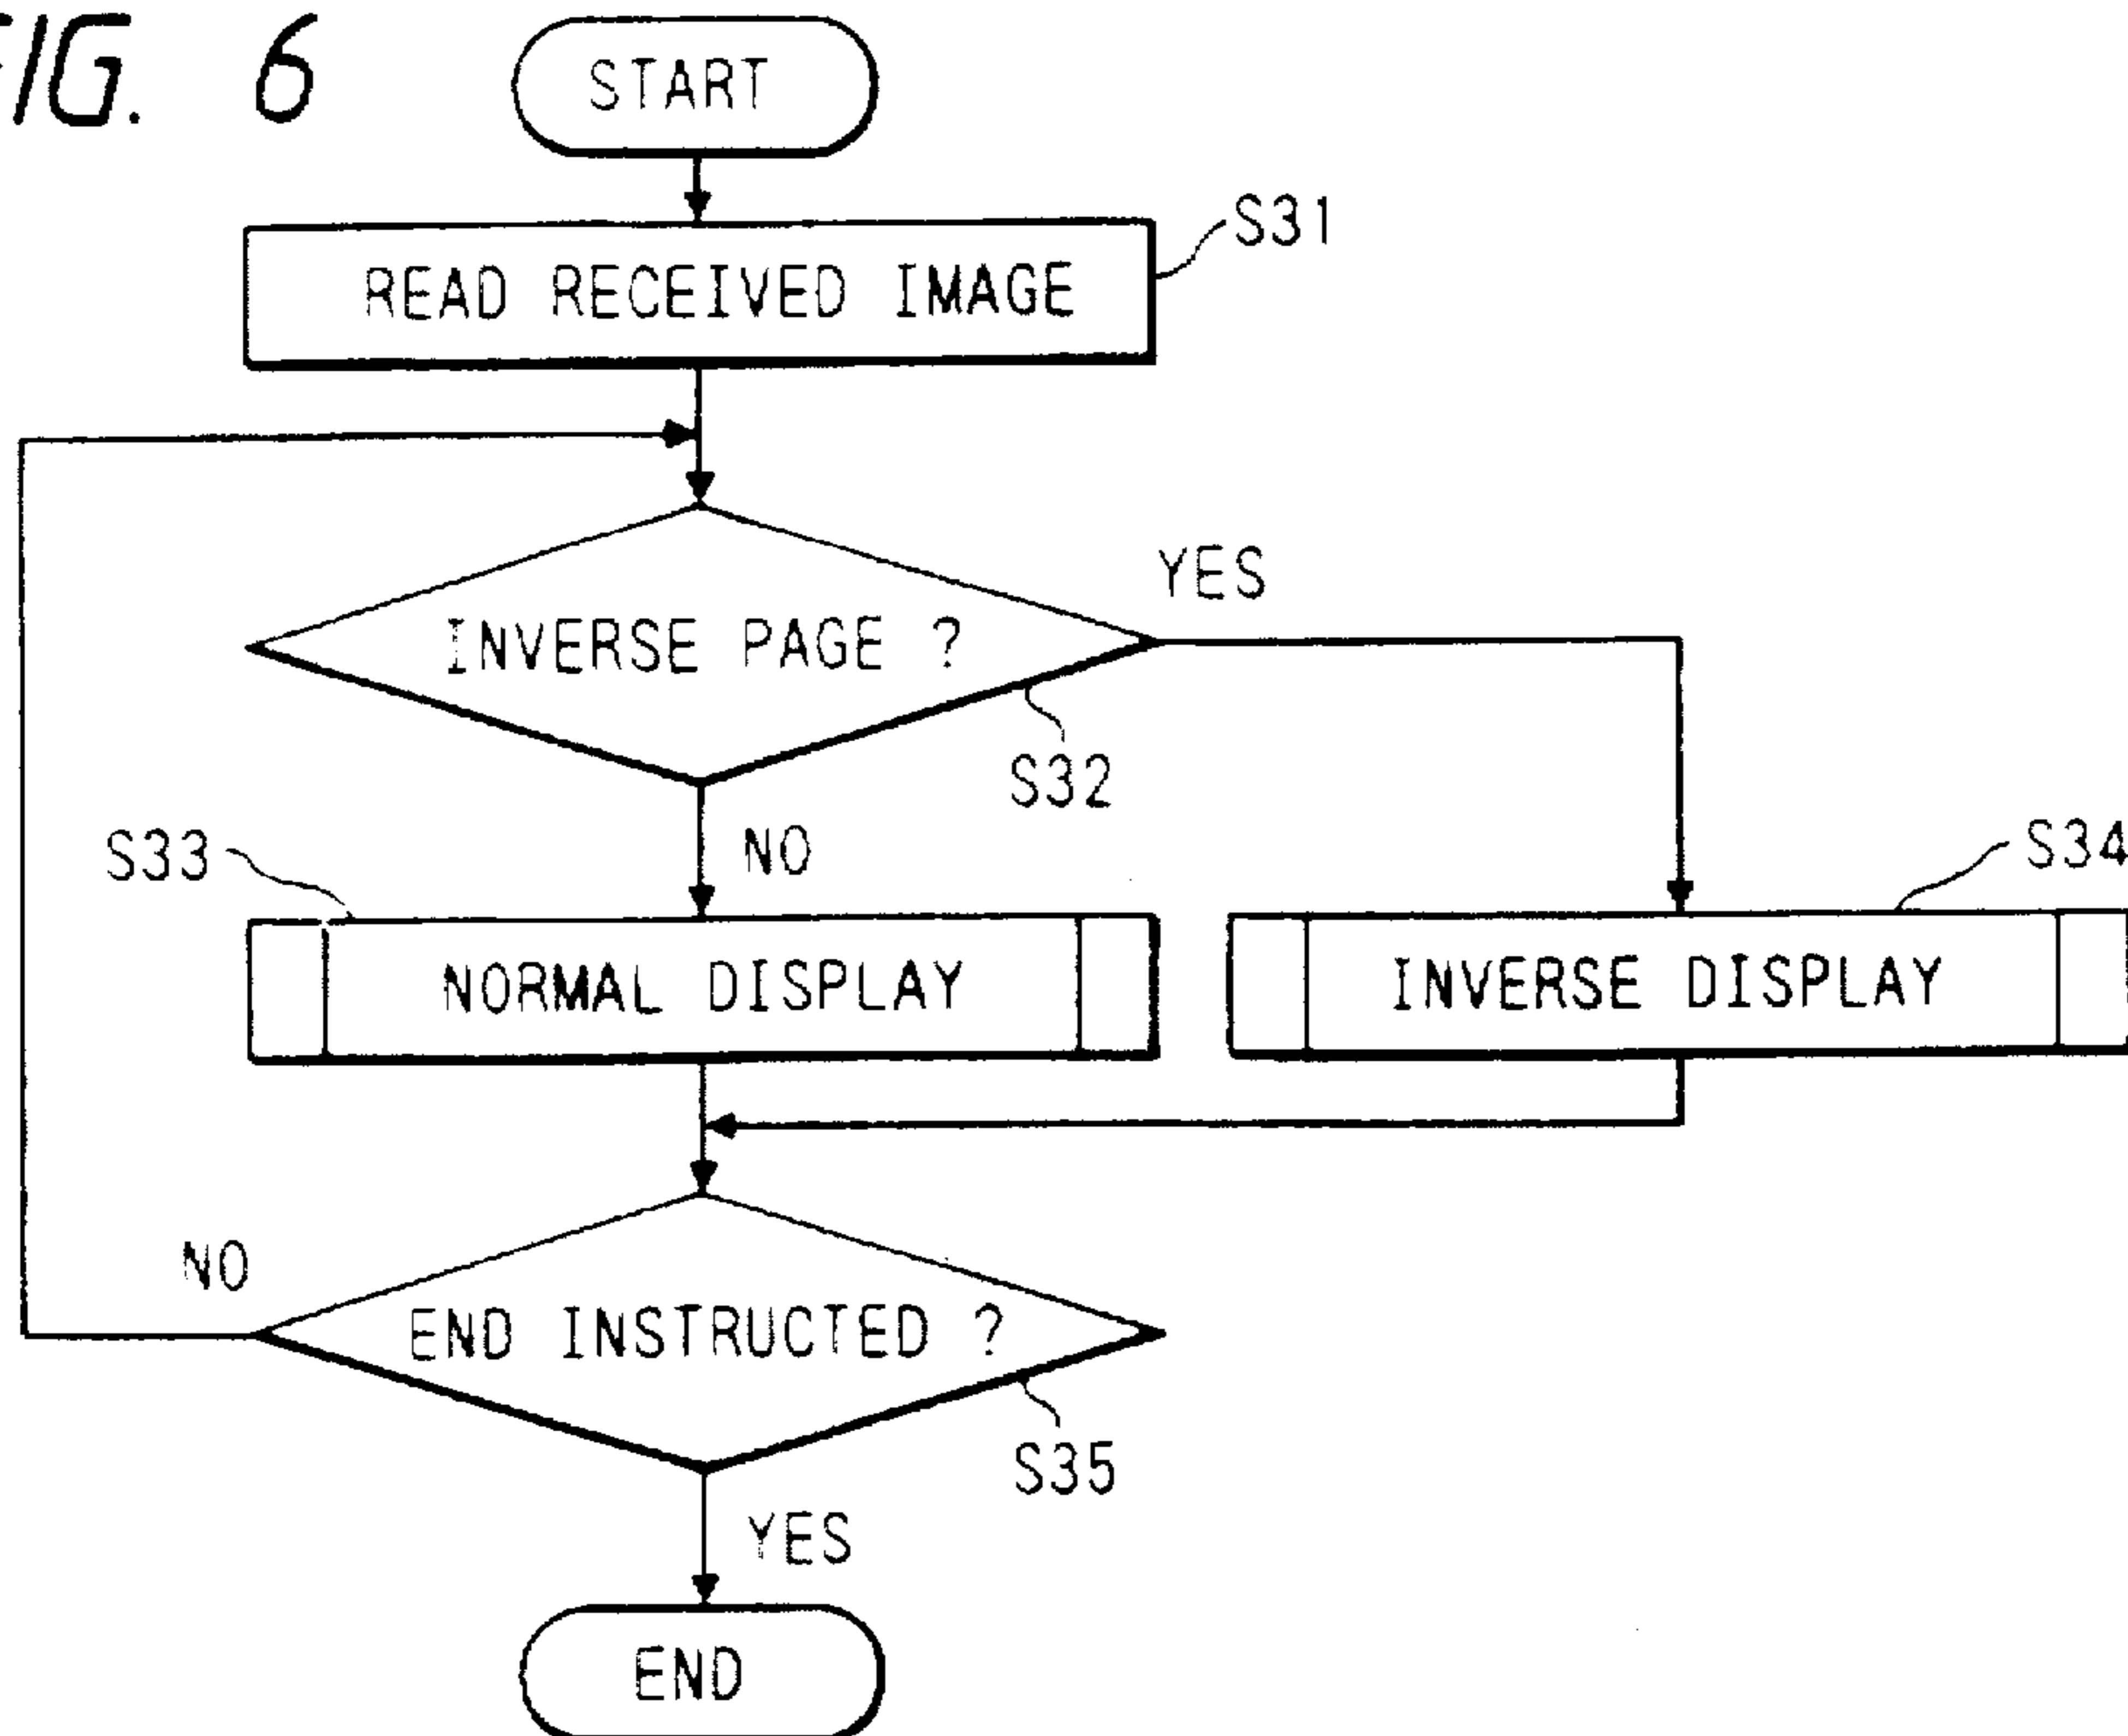 FIG. 6
START
S31
READ RECEIVED IMAGE
YES
INVERSE PAGE ?
S32
NO
S33
S34
NORMAL DISPLAY
INVERSE DISPLAY
NO
END INSTRUCTED ?
S35
YES
END